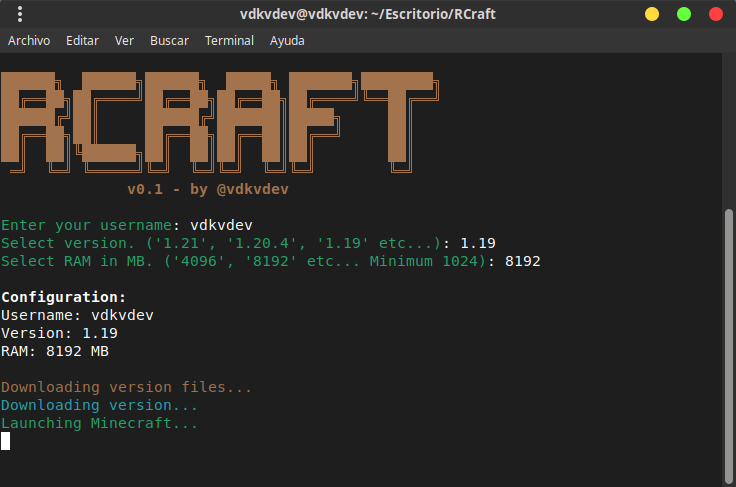 vdkvdev@vdkvdev: ~/Escritorio/RCraft
Archivo Editar Ver Buscar Terminal Ayuda
RCRAFT
v0.1 - by @vdkvdev
Enter your username: vdkvdev
Select version. ('1.21', '1.20.4', '1.19' etc...): 1.19
Select RAM in MB. ('4096', '8192' etc... Minimum 1024): 8192
Configuration:
Username: vdkvdev
Version: 1.19
RAM: 8192 MB
Downloading version files...
Downloading version...
Launching Minecraft...